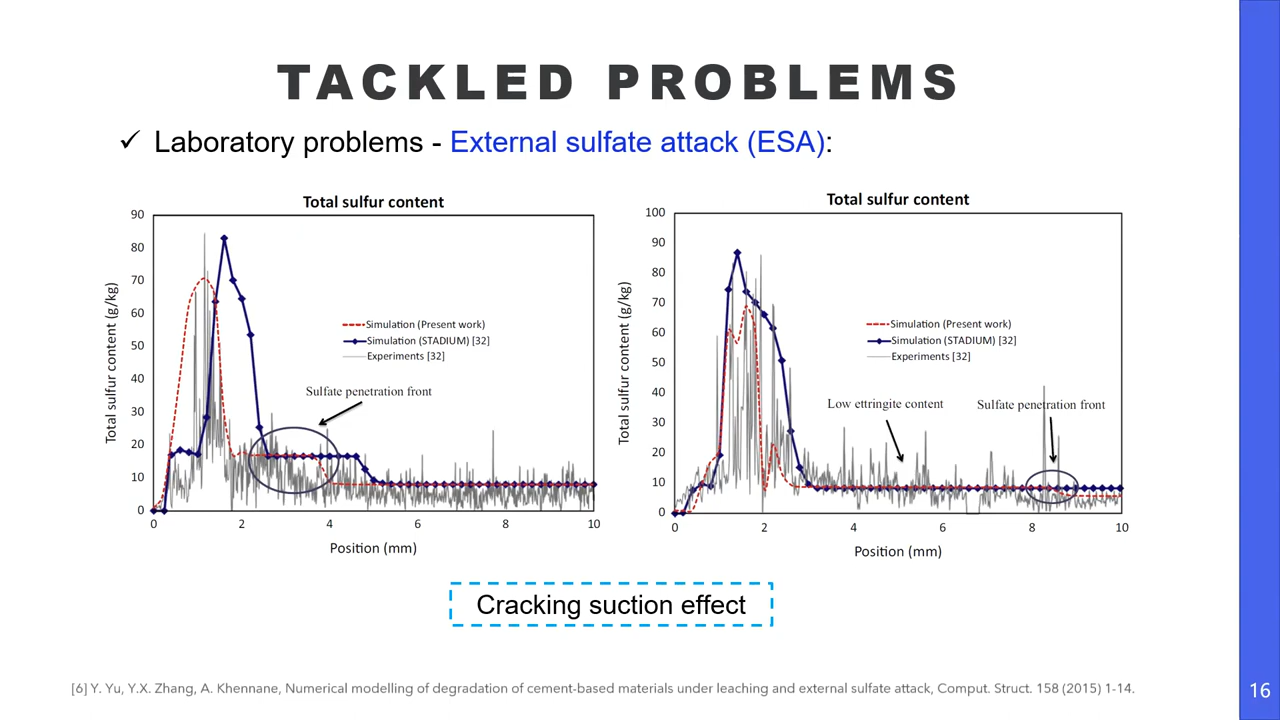 TACKLED PROBLEMS
✓ Laboratory problems - External sulfate attack (ESA):
Total sulfur content
90
80
70
60
50
40
30
20
10
0
Total sulfur content (g/kg)
Simulation (Present work)
Simulation (STADIUM) [32]
Experiments [32]
Sulfate penetration front
0 2 4 6 8 10
Position (mm)
Total sulfur content
100
90
80
70
60
50
40
30
20
10
0
Total sulfur content (g/kg)
Simulation (Present work)
Simulation (STADIUM) [32]
Experiments [32]
Low ettringite content
Sulfate penetration front
0 2 4 6 8 10
Position (mm)
Cracking suction effect
[6] Y. Yu, Y.X. Zhang, A. Khennane, Numerical modelling of degradation of cement-based materials under leaching and external sulfate attack, Comput. Struct. 158 (2015) 1-14.
16